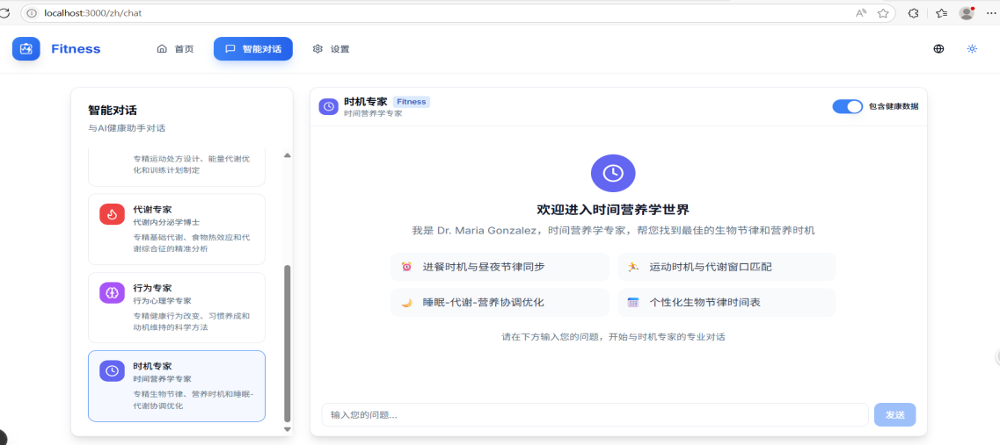 localhost:3000/zh/chat
Fitness
首页
智能对话
设置
智能对话
与AI健康助手对话
专精运动处方设计、能量代谢优
化和训练计划制定
代谢专家
代谢内分泌学博士
专精基础代谢、食物热效应和代
谢综合征的精准分析
行为专家
行为心理学专家
专精健康行为改变、习惯养成和
动机维持的科学方法
时机专家
时间营养学专家
专精生物节律、营养时机和睡眠-
代谢协调优化
时机专家 Fitness
时间营养学专家
包含健康数据
欢迎进入时间营养学世界
我是 Dr. Maria Gonzalez，时间营养学专家，帮您找到最佳的生物节律和营养时机
进餐时机与昼夜节律同步
运动时机与代谢窗口匹配
睡眠-代谢-营养协调优化
个性化生物节律时间表
请在下方输入您的问题，开始与时机专家的专业对话
输入您的问题...
发送